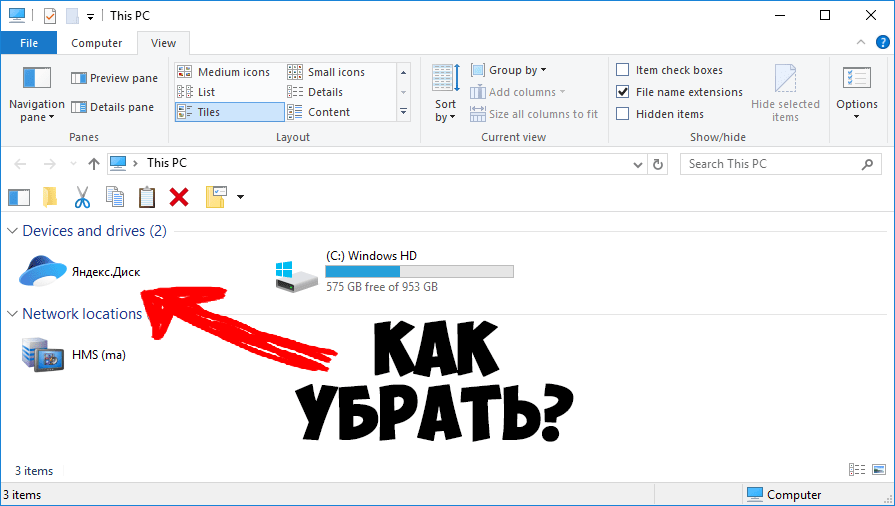 This PC
File Computer View
Navigation pane
Preview pane
Details pane
Panes
Medium icons Small icons
List Details
Tiles Content
Layout
Sort by
Group by
Add columns
Size all columns to fit
Current view
Item check boxes
File name extensions
Hidden items
Hide selected items
Show/hide
Options
This PC
Search This PC
Devices and drives (2)
Яндекс.Диск
(C:) Windows HD
575 GB free of 953 GB
Network locations
HMS (ma)
КАК
УБРАТЬ?
3 items
3 items
Computer